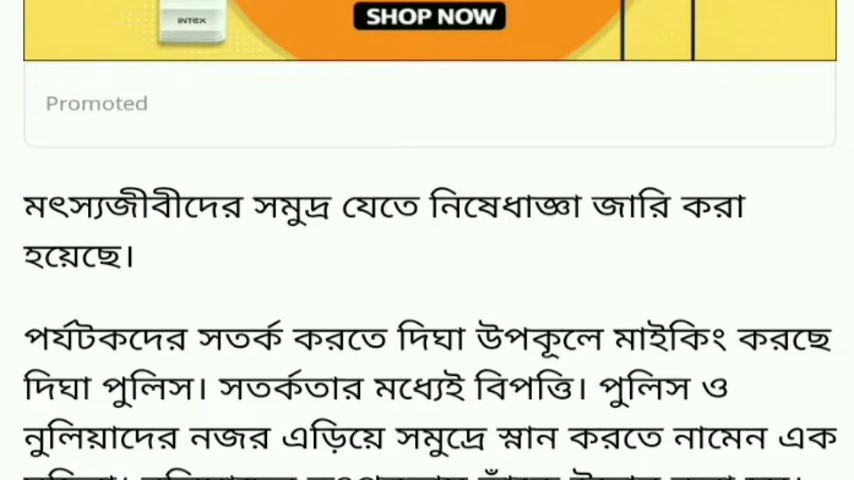 INTEX
SHOP NOW
Promoted
মৎস্যজীবীদের সমুদ্র যেতে নিষেধাজ্ঞা জারি করা
হয়েছে।
পর্যটকদের সতর্ক করতে দিঘা উপকূলে মাইকিং করছে
দিঘা পুলিস। সতর্কতার মধ্যেই বিপত্তি। পুলিস ও
নুলিয়াদের নজর এড়িয়ে সমুদ্রে স্নান করতে নামেন এক